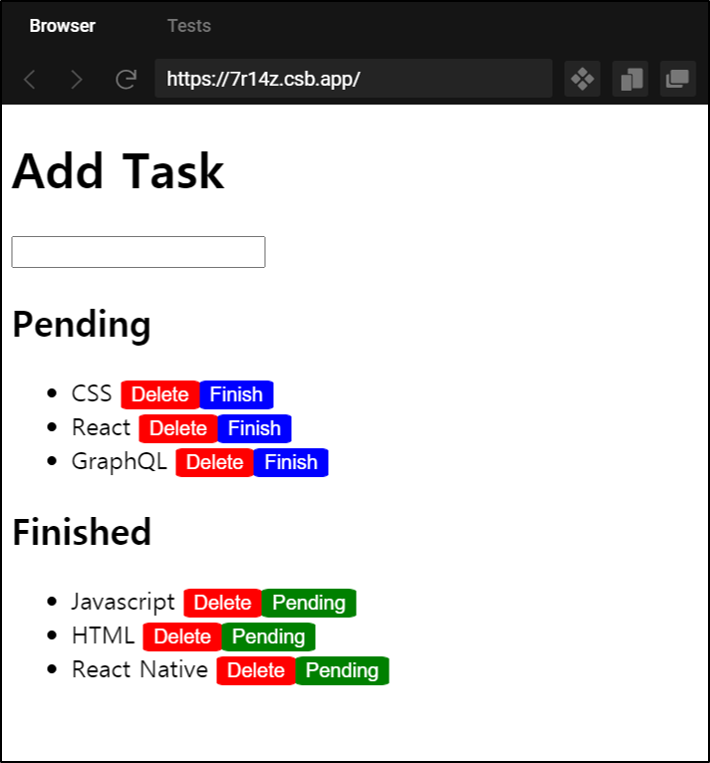 Browser Tests
https://7r14z.csb.app/
Add Task
Pending
CSS Delete Finish
React Delete Finish
GraphQL Delete Finish
Finished
Javascript Delete Pending
HTML Delete Pending
React Native Delete Pending